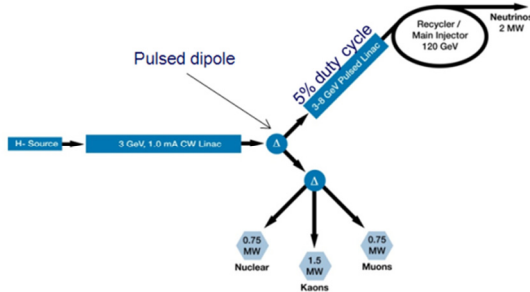 Pulsed dipole
5% duty cycle
3-8 GeV Pulsed Linac
Recycler /
Main Injector
120 GeV
Neutrinos
2 MW
H- Source
3 GeV, 1.0 mA CW Linac
Δ
Δ
0.75
MW
Nuclear
1.5
MW
Kaons
0.75
MW
Muons